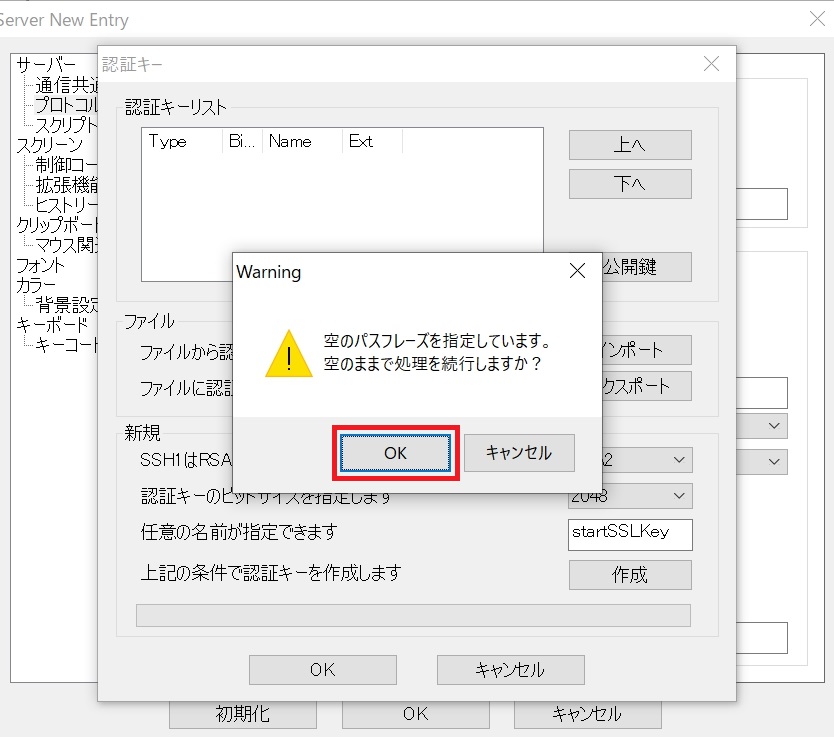 Server New Entry
サーバー
通信共通
プロトコル
スクリプト
スクリーン
制御コー
拡張機能
ヒストリー
クリップボード
マウス関
フォント
カラー
背景設定
キーボード
キーコード
認証キー
認証キーリスト
Type Bi... Name Ext
上へ
下へ
公開鍵
Warning
空のパスフレーズを指定しています。
空のままで処理を続行しますか？
OK キャンセル
ファイル
ファイルから認 インポート
ファイルに認証 クスポート
新規
SSH1はRSA A2
認証キーのビットサイズを指定します 2048
任意の名前が指定できます startSSLKey
上記の条件で認証キーを作成します 作成
OK キャンセル
初期化 OK キャンセル